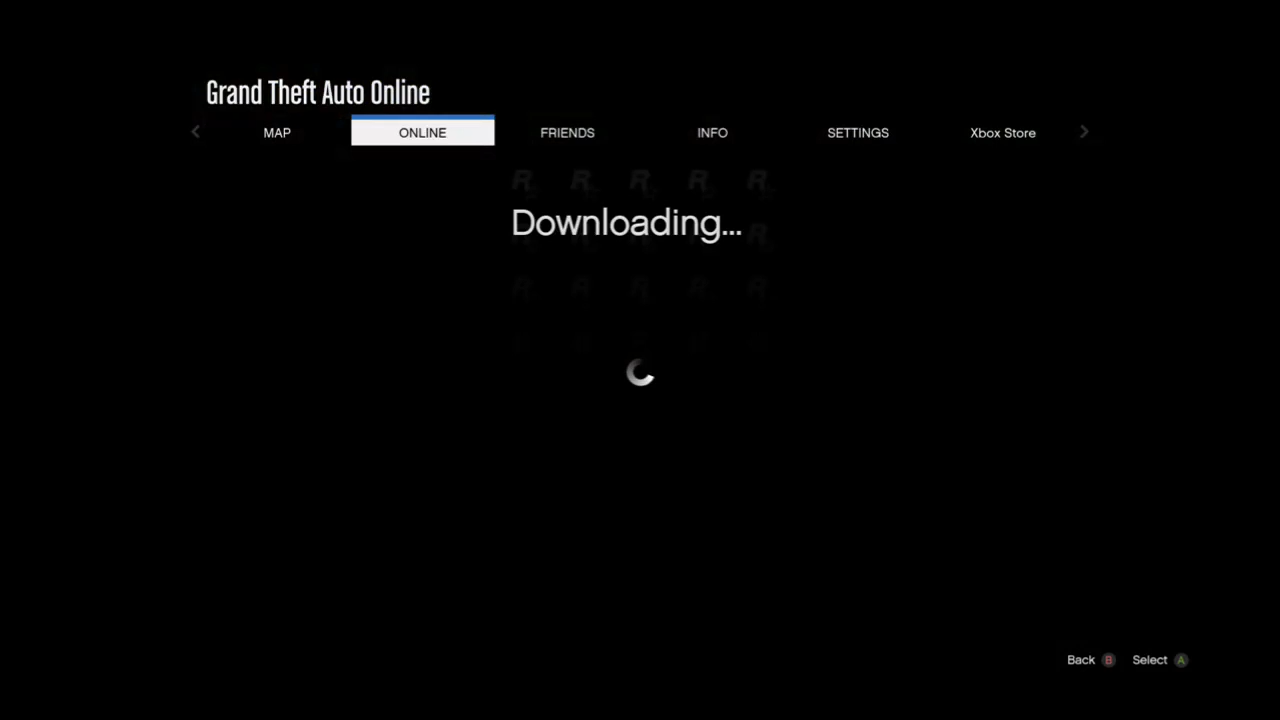 Grand Theft Auto Online
MAP ONLINE FRIENDS INFO SETTINGS Xbox Store
Downloading...
Back B Select A